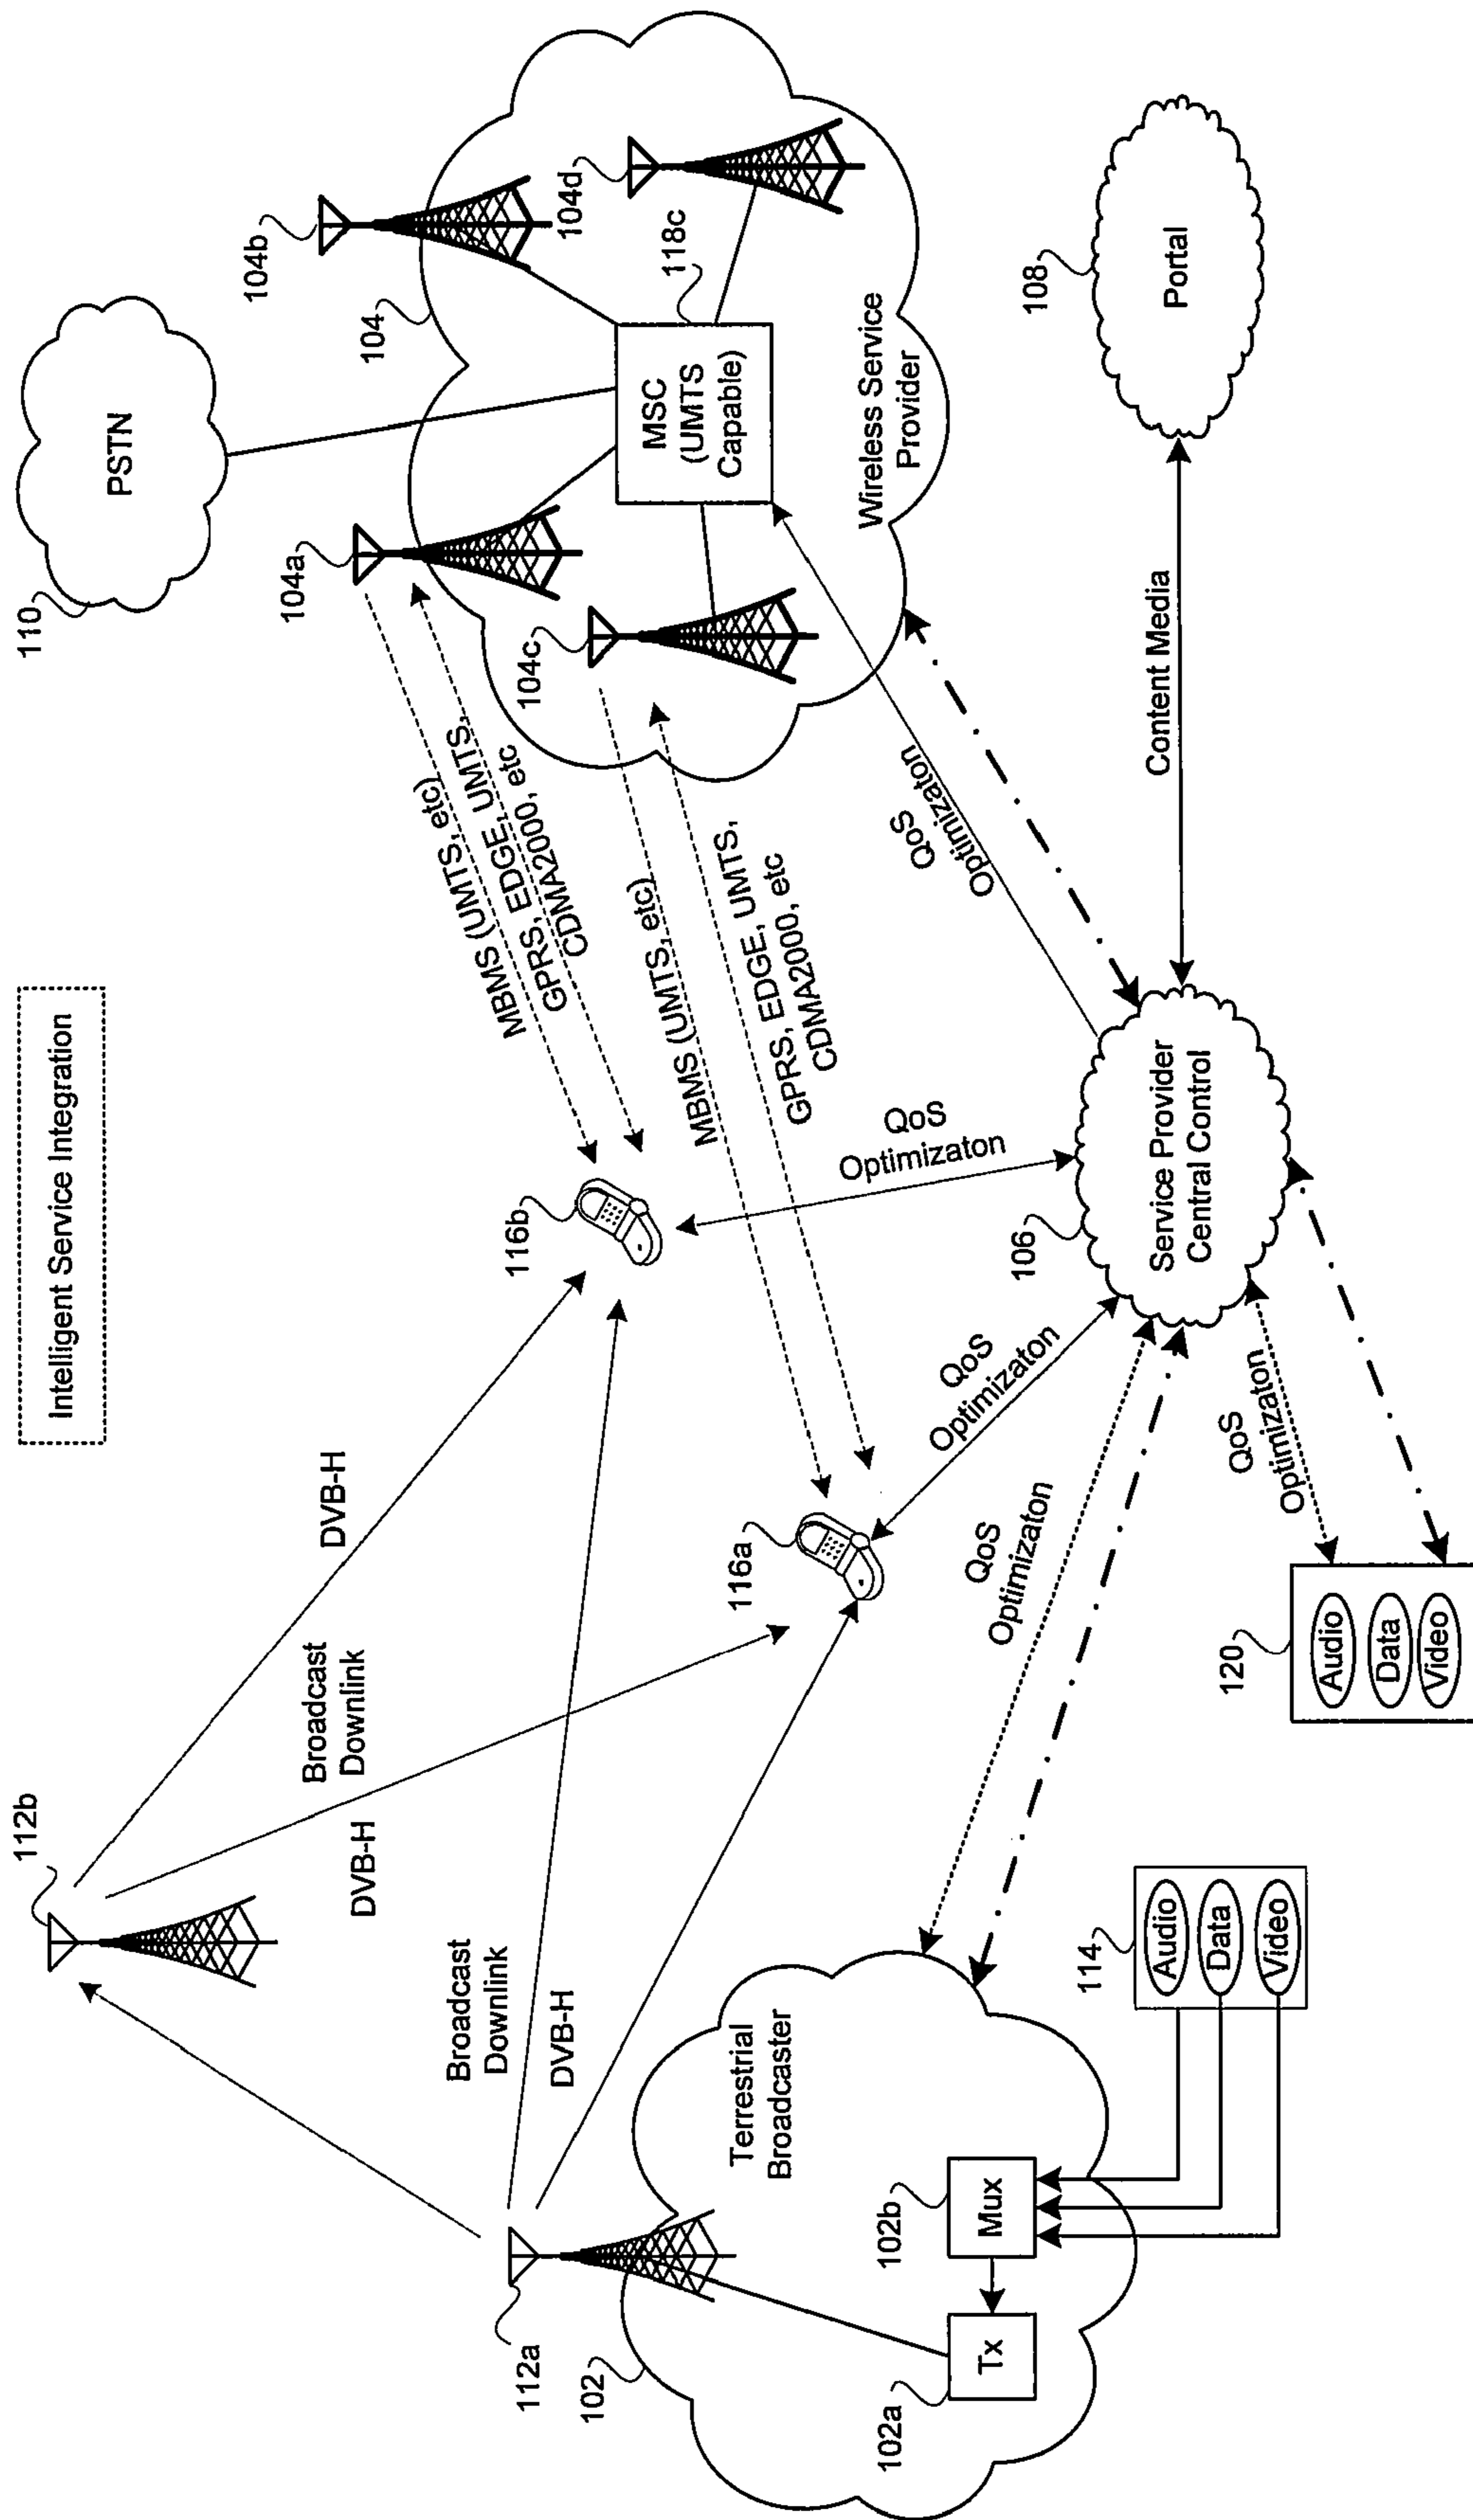 Intelligent Service Integration
110
PSTN
112b
104b
104
104a
104d
118c
104c
MSC
(UMTS
Capable)
Wireless Service
Provider
DVB-H
Broadcast
Downlink
DVB-H
MBMS (UMTS, etc)
GPRS, EDGE, UMTS,
CDMA2000, etc
116b
MBMS (UMTS, etc)
GPRS, EDGE, UMTS,
CDMA2000, etc
Broadcast
Downlink
DVB-H
112a
102
116a
Terrestrial
Broadcaster
102b
Mux
102a
Tx
QoS
Optimizaton
QoS
Optimizaton
QoS
Optimizaton
QoS
Optimizaton
106
Service Provider
Central Control
Content Media
108
Portal
114
Audio
Data
Video
QoS
Optimizaton
120
Audio
Data
Video